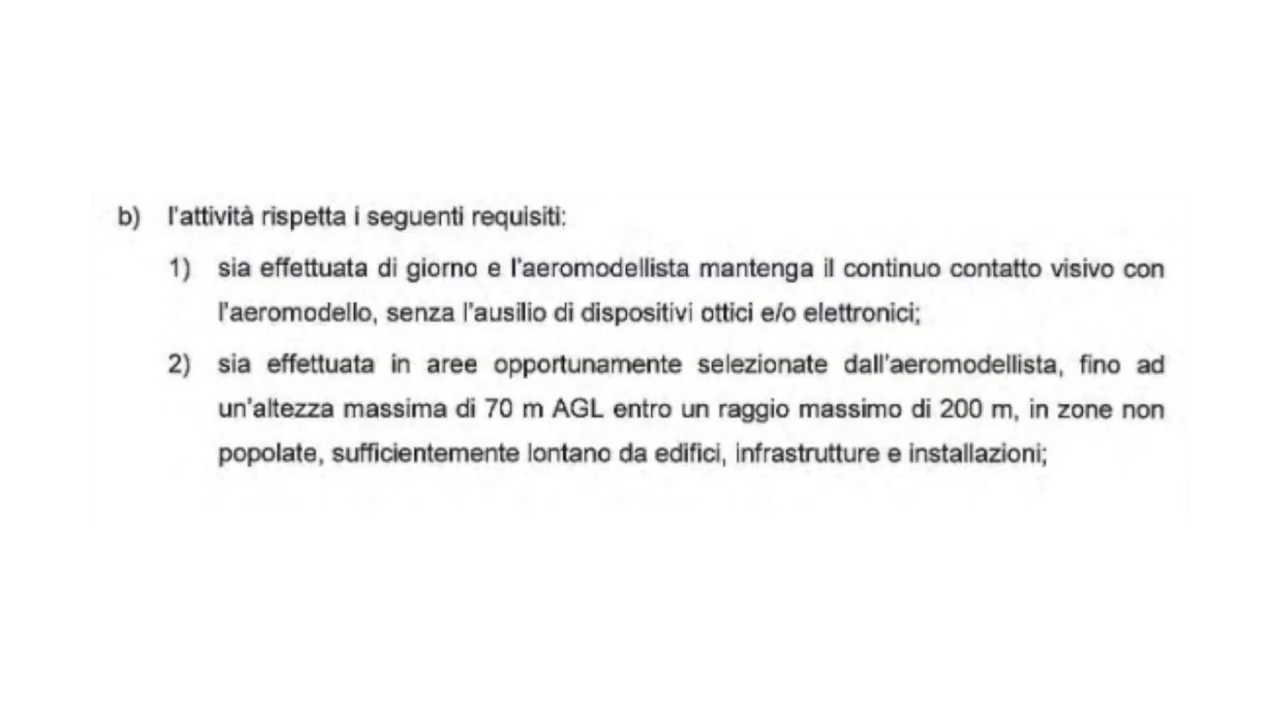 b) l'attività rispetta i seguenti requisiti:
1) sia effettuata di giorno e l'aeromodellista mantenga il continuo contatto visivo con
l'aeromodello, senza l'ausilio di dispositivi ottici e/o elettronici;
2) sia effettuata in aree opportunamente selezionate dall'aeromodellista, fino ad
un'altezza massima di 70 m AGL entro un raggio massimo di 200 m, in zone non
popolate, sufficientemente lontano da edifici, infrastrutture e installazioni;